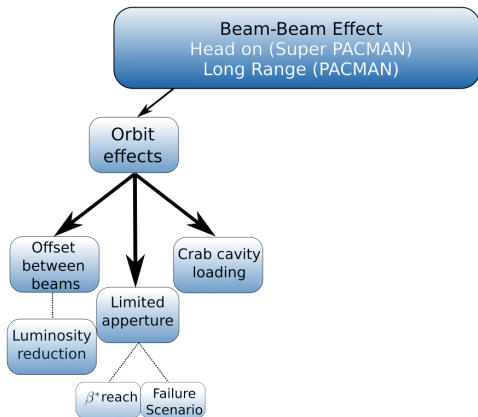 Beam-Beam Effect
Head on (Super PACMAN)
Long Range (PACMAN)
Orbit
effects
Offset
between
beams
Crab cavity
loading
Limited
apperture
Luminosity
reduction
β* reach
Failure
Scenario